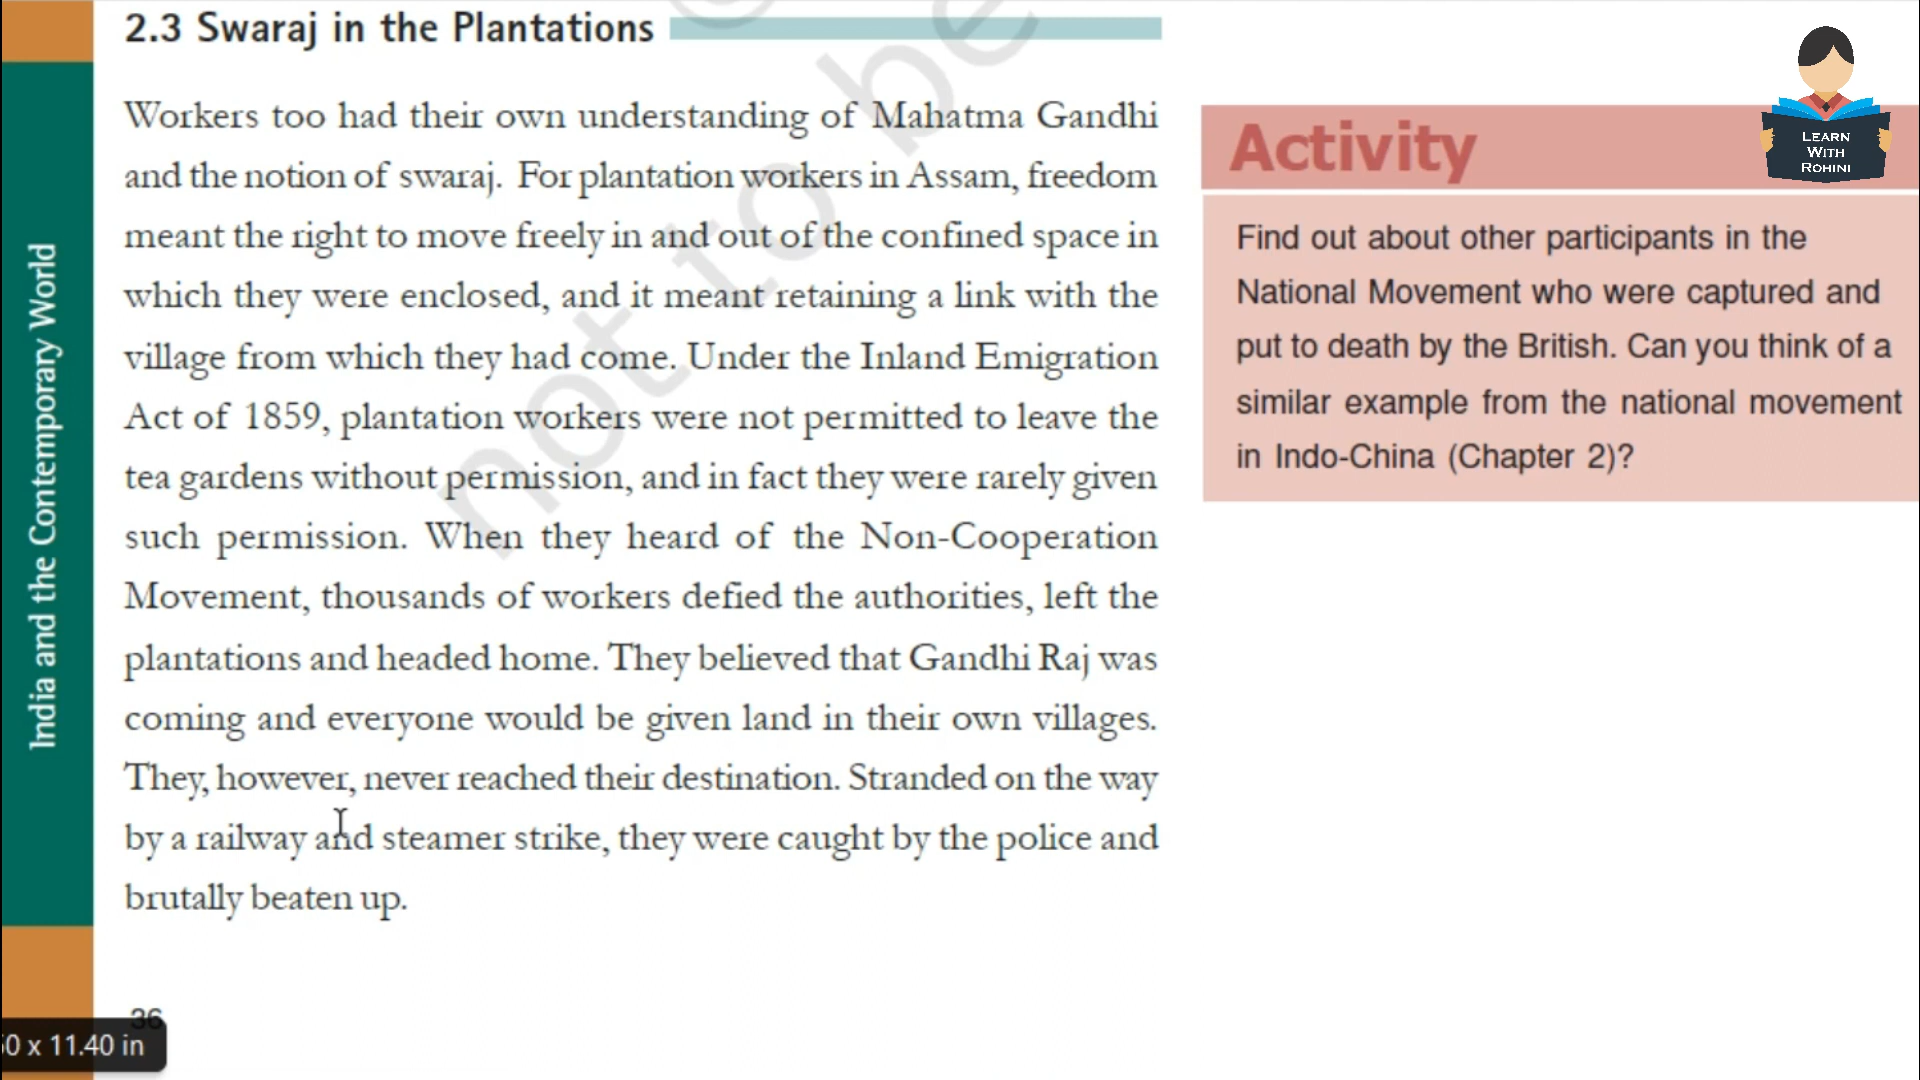 2.3 Swaraj in the Plantations
Workers too had their own understanding of Mahatma Gandhi
and the notion of swaraj. For plantation workers in Assam, freedom
meant the right to move freely in and out of the confined space in
which they were enclosed, and it meant retaining a link with the
village from which they had come. Under the Inland Emigration
Act of 1859, plantation workers were not permitted to leave the
tea gardens without permission, and in fact they were rarely given
such permission. When they heard of the Non-Cooperation
Movement, thousands of workers defied the authorities, left the
plantations and headed home. They believed that Gandhi Raj was
coming and everyone would be given land in their own villages.
They, however, never reached their destination. Stranded on the way
by a railway and steamer strike, they were caught by the police and
brutally beaten up.
Activity
Find out about other participants in the
National Movement who were captured and
put to death by the British. Can you think of a
similar example from the national movement
in Indo-China (Chapter 2)?
LEARN
WITH
ROHINI
India and the Contemporary World
not to be
36
0 x 11.40 in